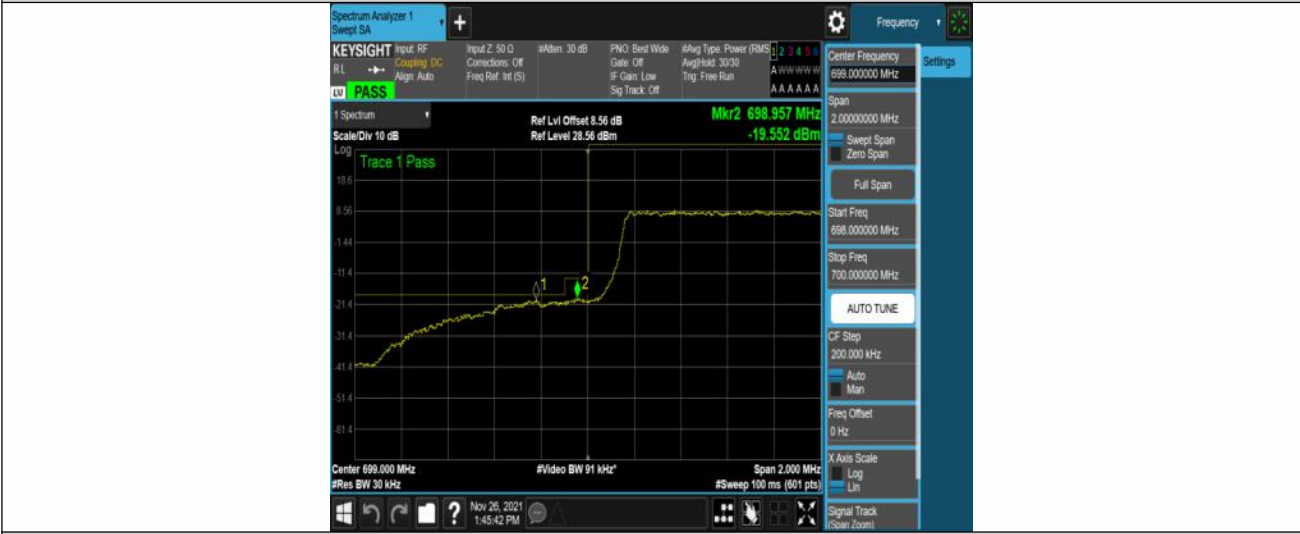 Spectrum Analyzer 1
Swept SA
+
Frequency
KEYSIGHT
RL
PASS
Input: RF
Coupling: DC
Align: Auto
Input Z: 50 Ω
Corrections: Off
Freq Ref: Int (S)
#Atten: 30 dB
PNO: Best Wide
Gate: Off
IF Gain: Low
Sig Track: Off
#Avg Type: Power (RMS
Avg|Hold: 30/30
Trig: Free Run
1 2 3 4 5 6
A W W W W W
A A A A A A
Settings
1 Spectrum
Scale/Div 10 dB
Ref Lvl Offset 8.56 dB
Ref Level 28.56 dBm
Mkr2 698.957 MHz
-19.552 dBm
Log
Trace 1 Pass
18.6
8.56
-1.44
-11.4
-21.4
-31.4
-41.4
-51.4
-61.4
1
2
Center 699.000 MHz
#Res BW 30 kHz
#Video BW 91 kHz*
Span 2.000 MHz
#Sweep 100 ms (601 pts)
Center Frequency
699.000000 MHz
Span
2.00000000 MHz
Swept Span
Zero Span
Full Span
Start Freq
698.000000 MHz
Stop Freq
700.000000 MHz
AUTO TUNE
CF Step
200.000 kHz
Auto
Man
Freq Offset
0 Hz
X Axis Scale
Log
Lin
Signal Track
(Span Zoom)
?
Nov 26, 2021
1:45:42 PM